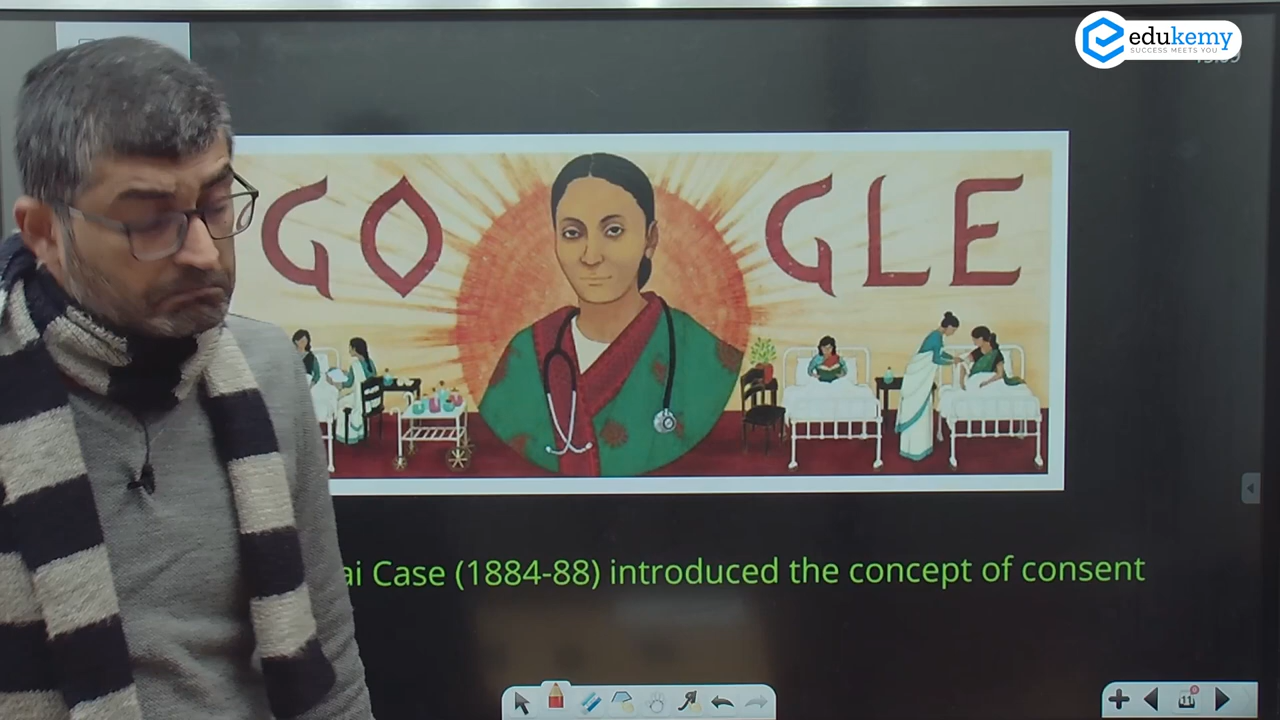 edukemy
SUCCESS MEETS YOU
GO GLE
ai Case (1884-88) introduced the concept of consent